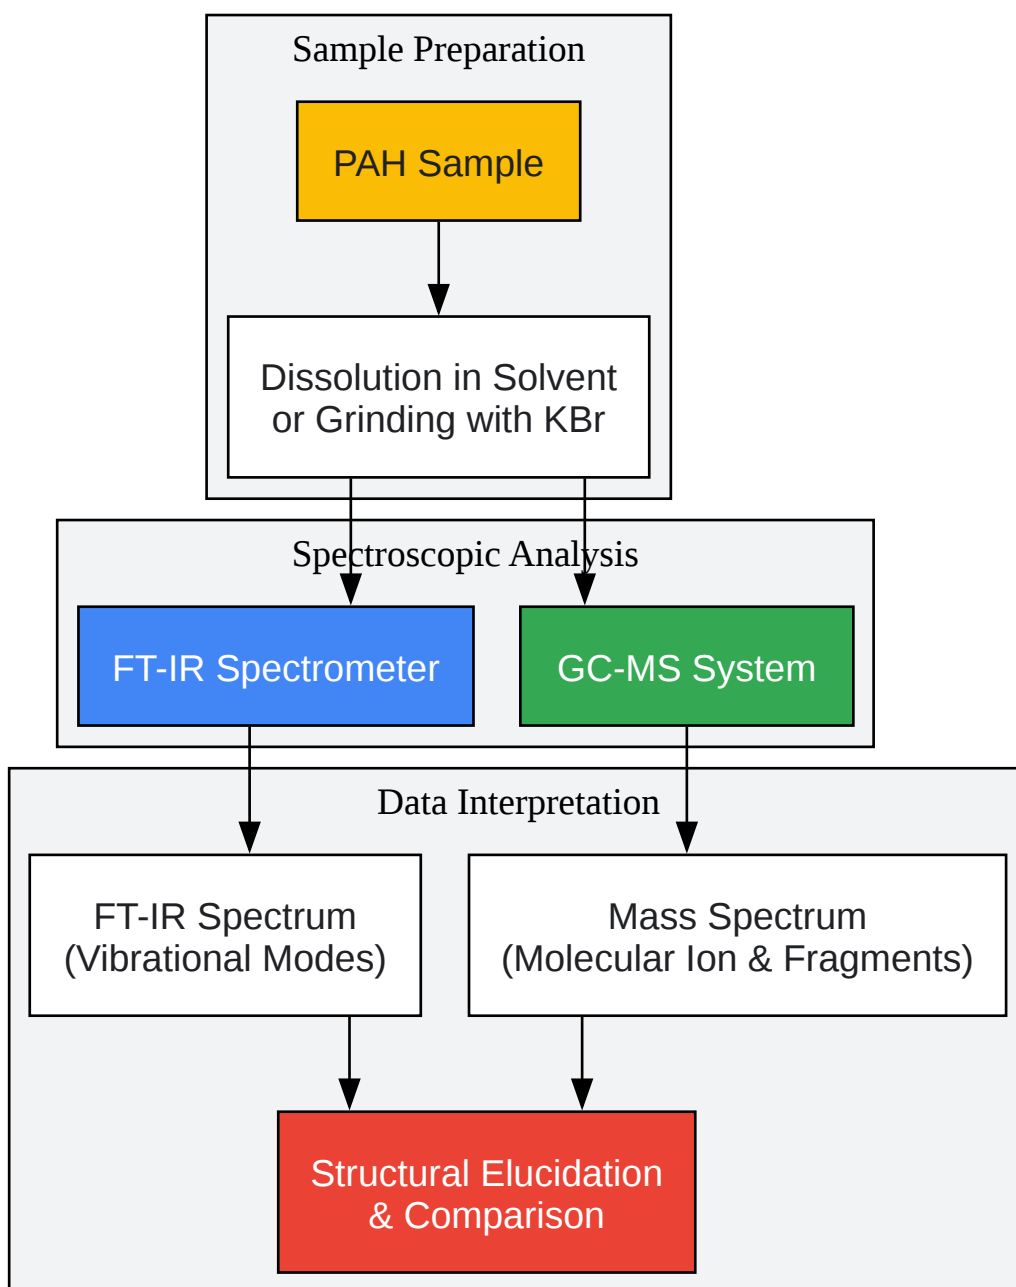 Sample Preparation
PAH Sample
Dissolution in Solvent
or Grinding with KBr
Spectroscopic Analysis
FT-IR Spectrometer
GC-MS System
Data Interpretation
FT-IR Spectrum
(Vibrational Modes)
Mass Spectrum
(Molecular Ion & Fragments)
Structural Elucidation
& Comparison